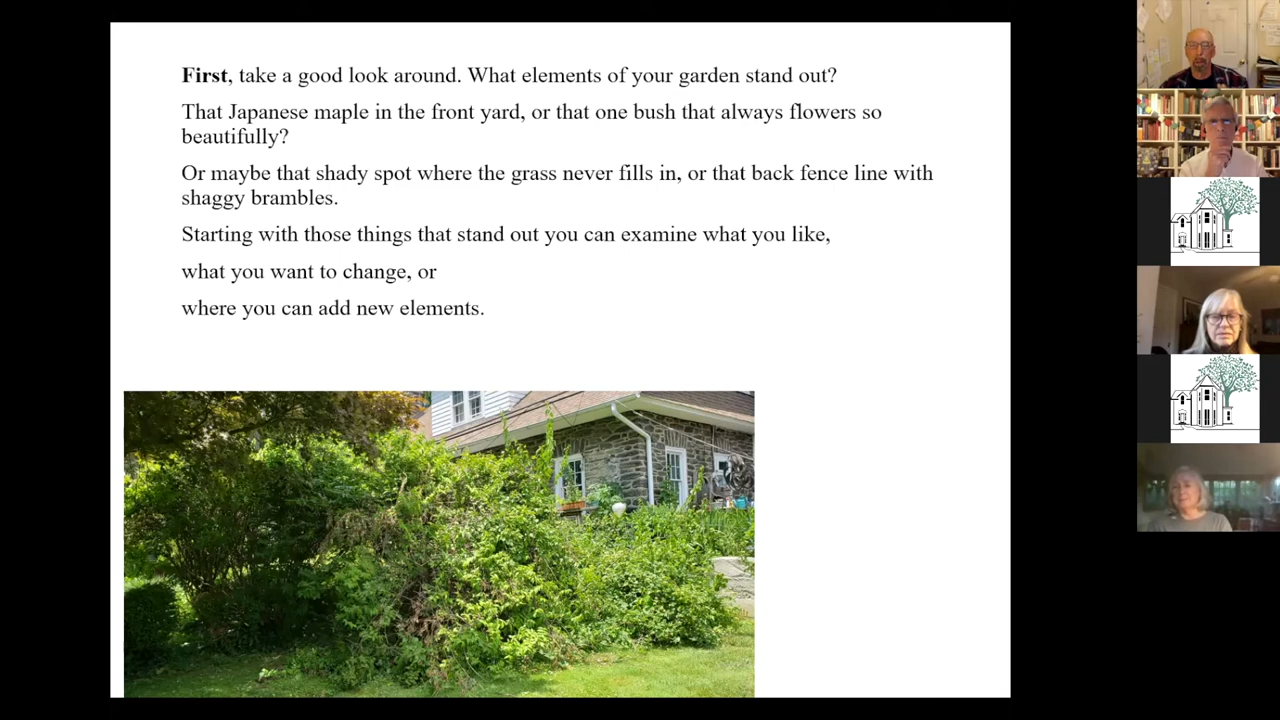 First, take a good look around. What elements of your garden stand out?
That Japanese maple in the front yard, or that one bush that always flowers so
beautifully?
Or maybe that shady spot where the grass never fills in, or that back fence line with
shaggy brambles.
Starting with those things that stand out you can examine what you like,
what you want to change, or
where you can add new elements.